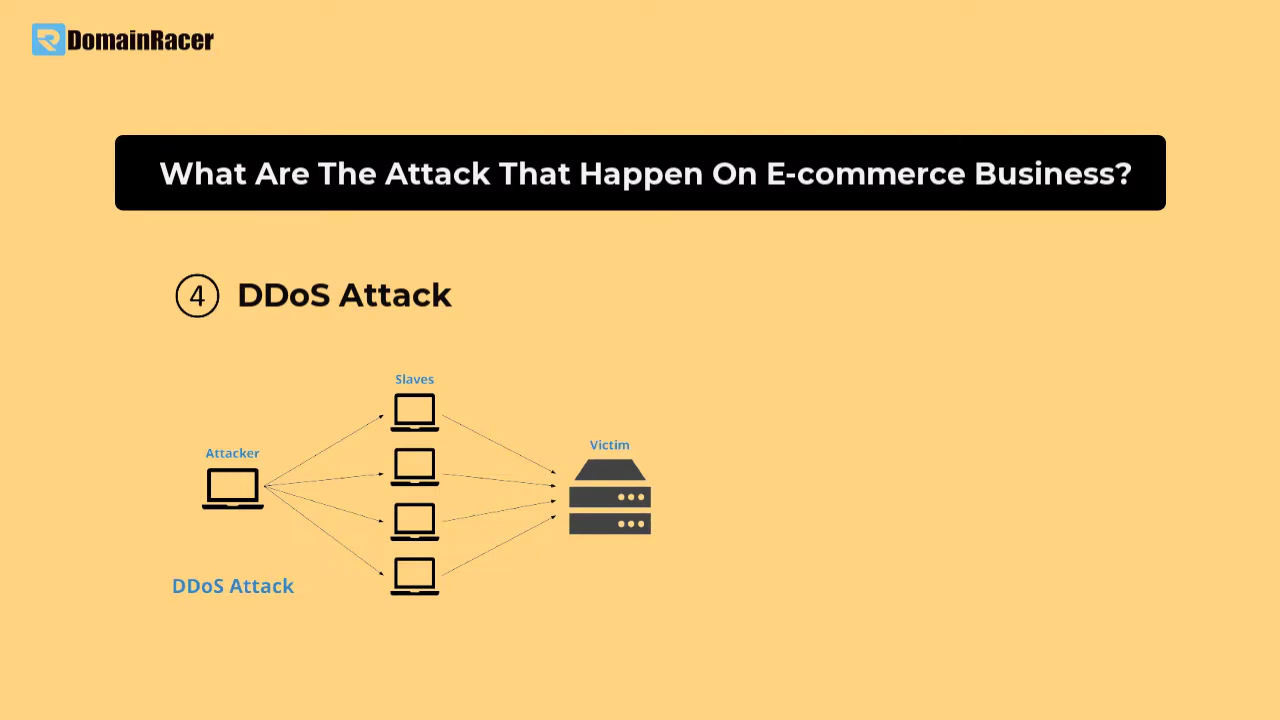 DomainRacer
What Are The Attack That Happen On E-commerce Business?
4 DDoS Attack
Slaves
Attacker
Victim
DDoS Attack